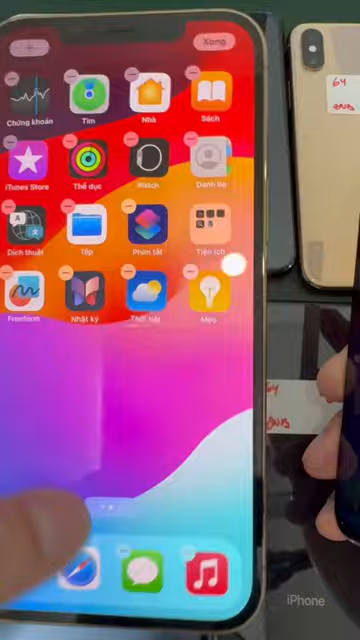 Xong
Chứng khoán
Tìm
Nhà
Sách
iTunes Store
Thể dục
Watch
Danh bạ
Dịch thuật
Tệp
Phím tắt
Tiện ích
Freeform
Nhật ký
Thời tiết
Mẹo
64
64
iPhone